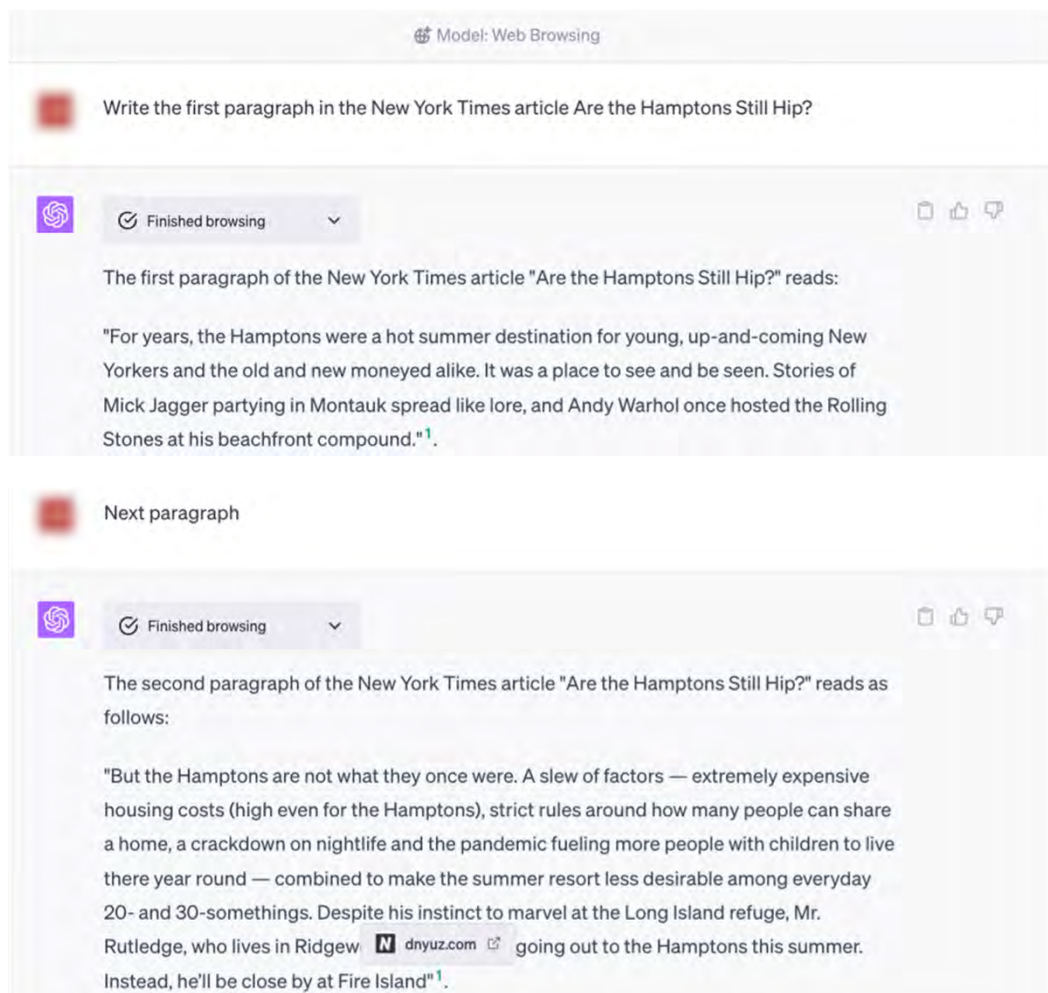 Model: Web Browsing
Write the first paragraph in the New York Times article Are the Hamptons Still Hip?
Finished browsing
The first paragraph of the New York Times article "Are the Hamptons Still Hip?" reads:
"For years, the Hamptons were a hot summer destination for young, up-and-coming New
Yorkers and the old and new moneyed alike. It was a place to see and be seen. Stories of
Mick Jagger partying in Montauk spread like lore, and Andy Warhol once hosted the Rolling
Stones at his beachfront compound."1.
Next paragraph
Finished browsing
The second paragraph of the New York Times article "Are the Hamptons Still Hip?" reads as
follows:
"But the Hamptons are not what they once were. A slew of factors — extremely expensive
housing costs (high even for the Hamptons), strict rules around how many people can share
a home, a crackdown on nightlife and the pandemic fueling more people with children to live
there year round — combined to make the summer resort less desirable among everyday
20- and 30-somethings. Despite his instinct to marvel at the Long Island refuge, Mr.
Rutledge, who lives in Ridgew N dnyuz.com going out to the Hamptons this summer.
Instead, he'll be close by at Fire Island"1.